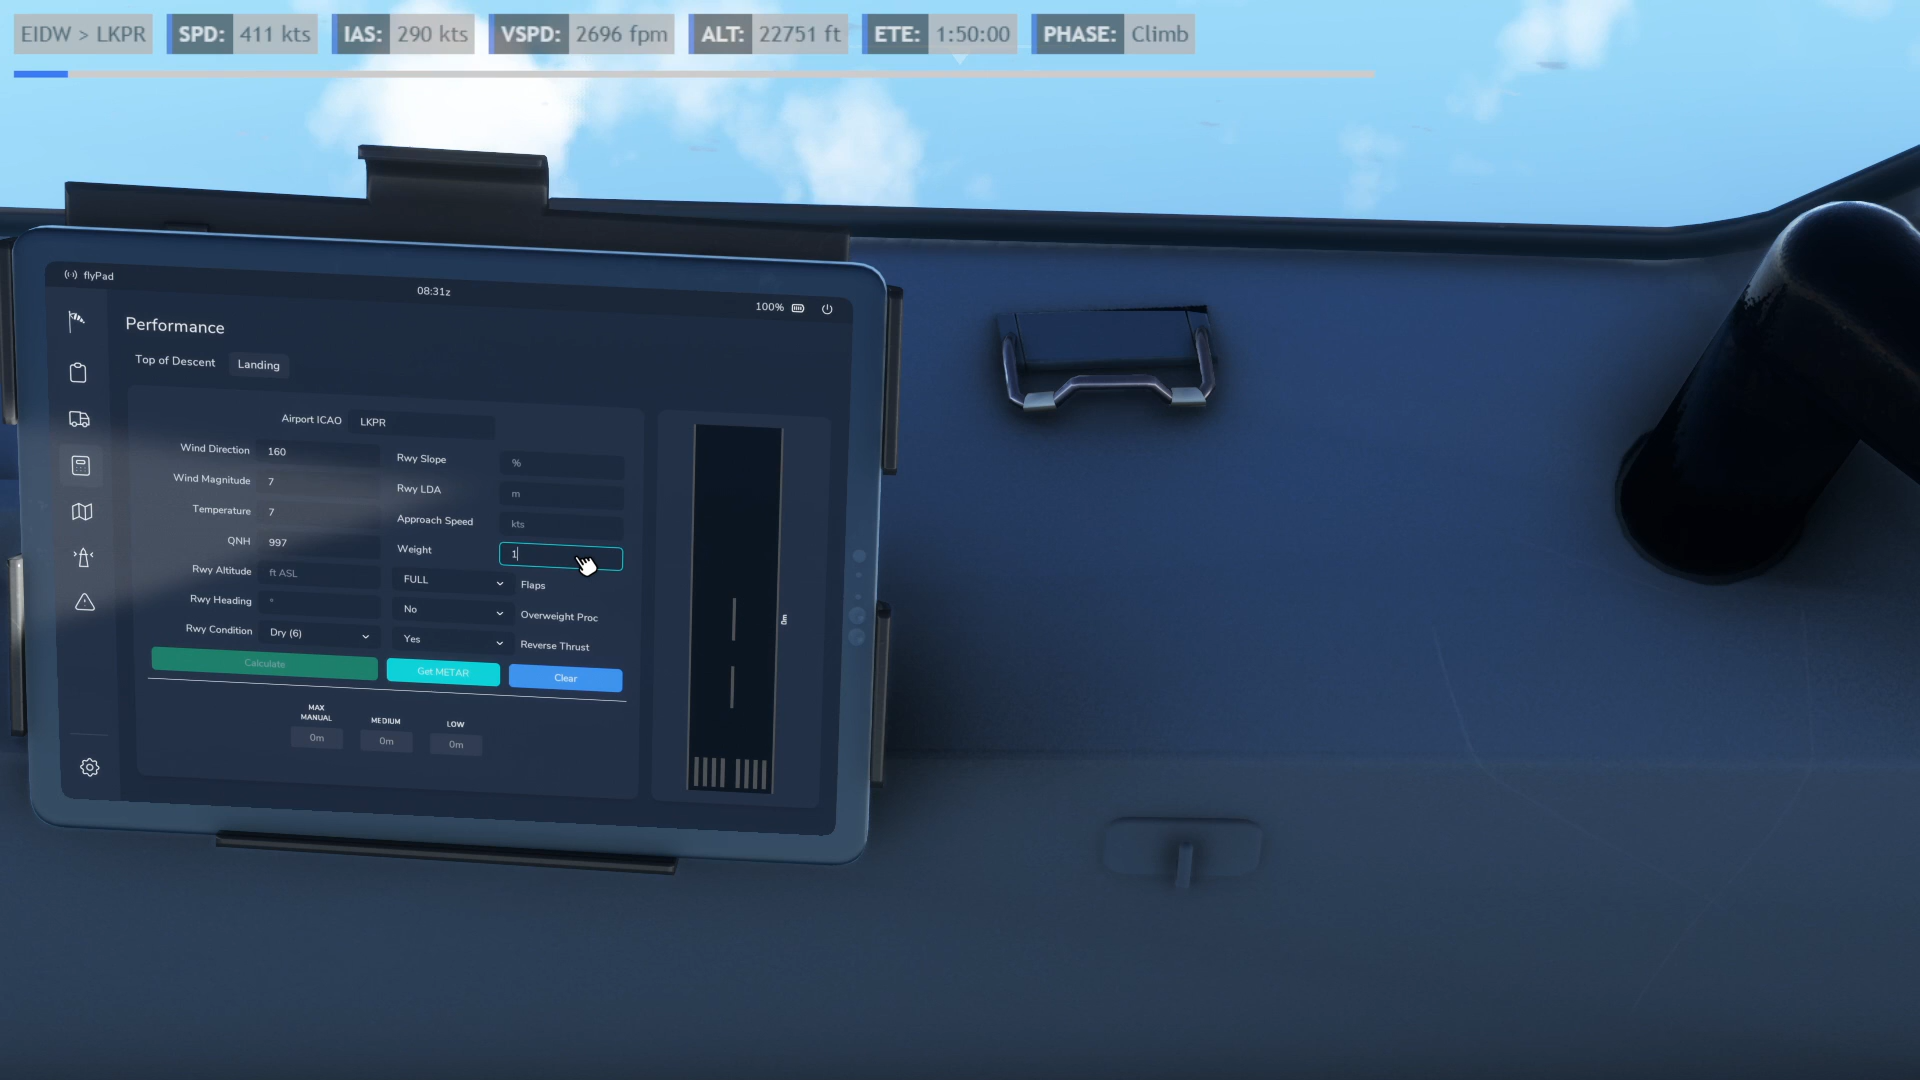 EIDW > LKPR SPD: 411 kts IAS: 290 kts VSPD: 2696 fpm ALT: 22751 ft ETE: 1:50:00 PHASE: Climb
flyPad 08:31z 100%
Performance
Top of Descent Landing
Airport ICAO LKPR
Wind Direction 160 Rwy Slope %
Wind Magnitude 7 Rwy LDA m
Temperature 7 Approach Speed kts
QNH 997 Weight 1
Rwy Altitude ft ASL FULL Flaps
Rwy Heading ° No Overweight Proc
Rwy Condition Dry (6) Yes Reverse Thrust
Calculate Get METAR Clear
MAX
MANUAL MEDIUM LOW
0m 0m 0m
0m